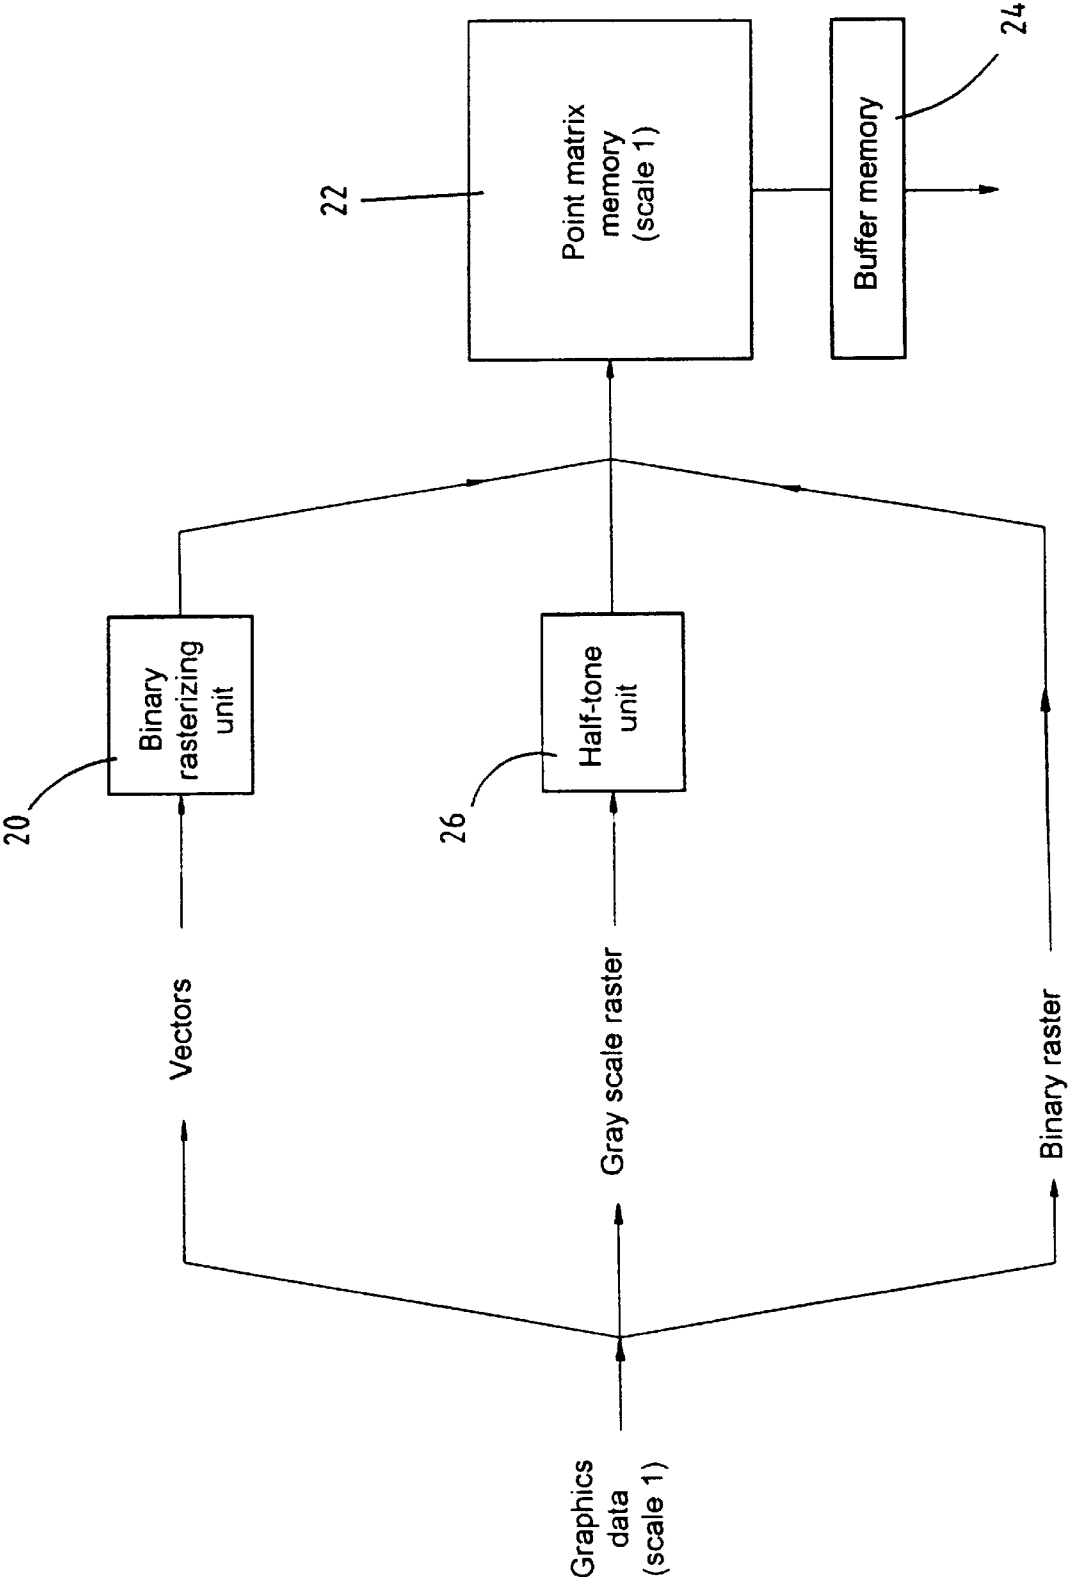 Graphics
data
(scale 1)
Vectors
Gray scale raster
Binary raster
20
Binary
rasterizing
unit
26
Half-tone
unit
22
Point matrix
memory
(scale 1)
24
Buffer memory